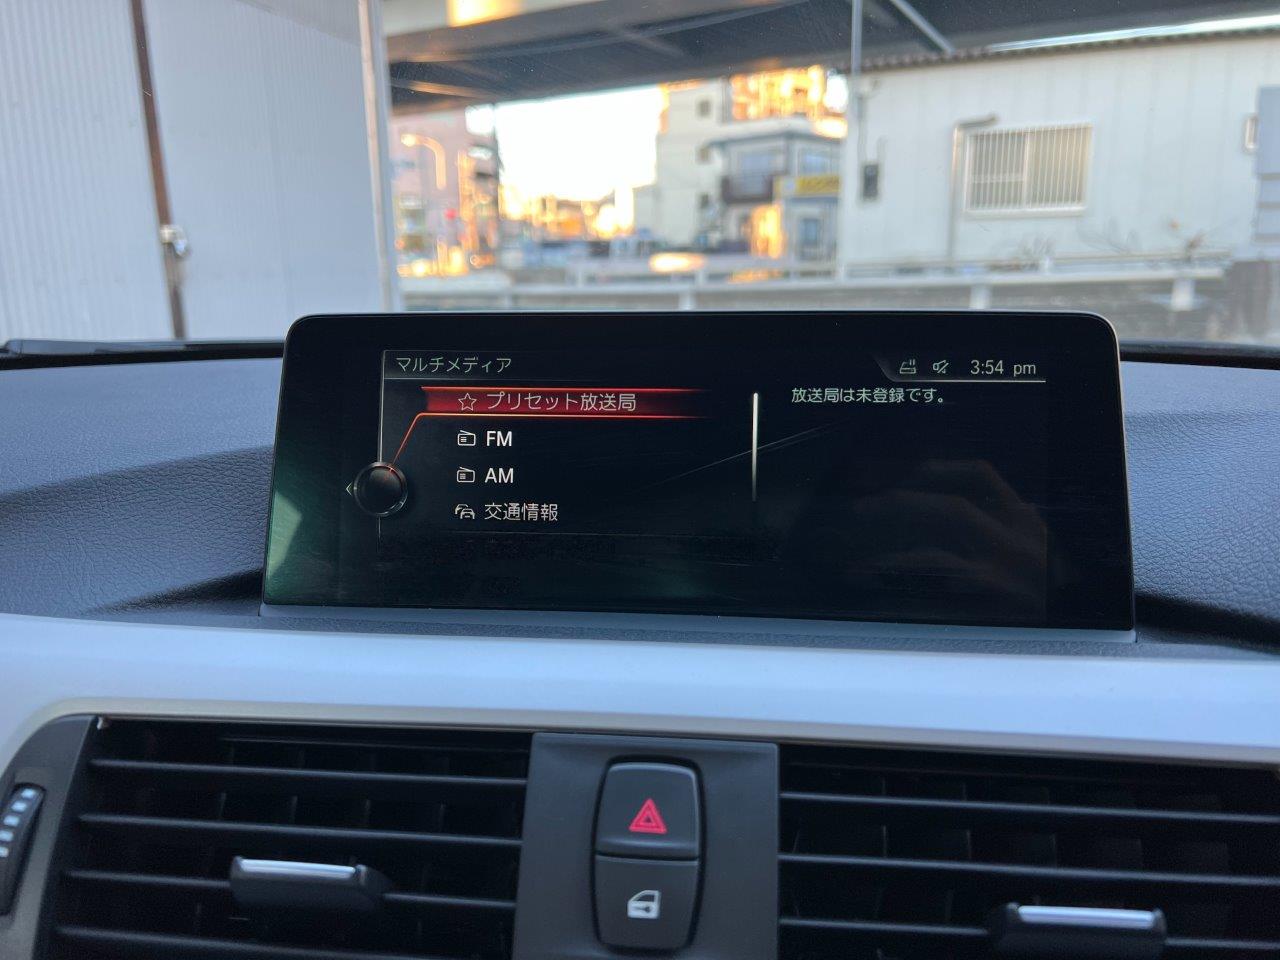 マルチメディア
3:54 pm
プリセット放送局
放送局は未登録です。
FM
AM
交通情報